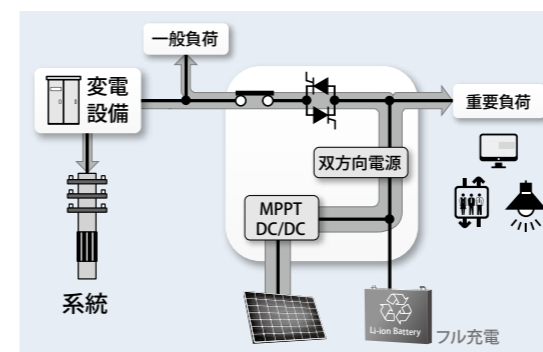 一般負荷
変電
設備
重要負荷
双方向電源
MPPT
DC/DC
系統
Li-ion Battery
フル充電